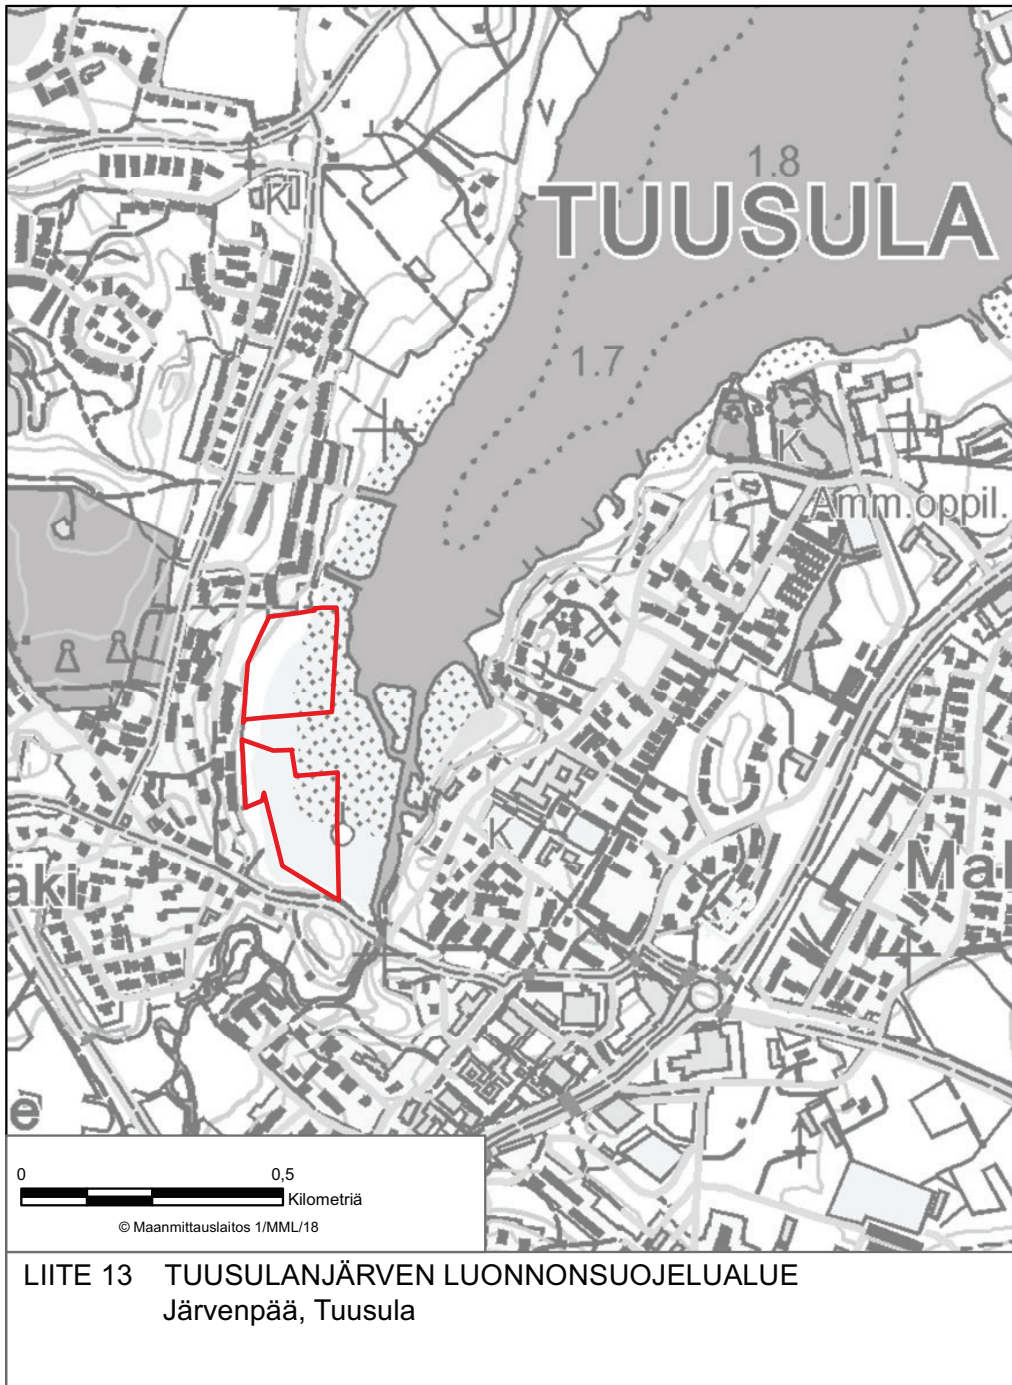 1.8
TUUSULA
K
1.7
K
Amm.oppil.
K
Mal
äki
e
0 0,5
Kilometriä
© Maanmittauslaitos 1/MML/18
LIITE 13 TUUSULANJÄRVEN LUONNONSUOJELUALUE
Järvenpää, Tuusula